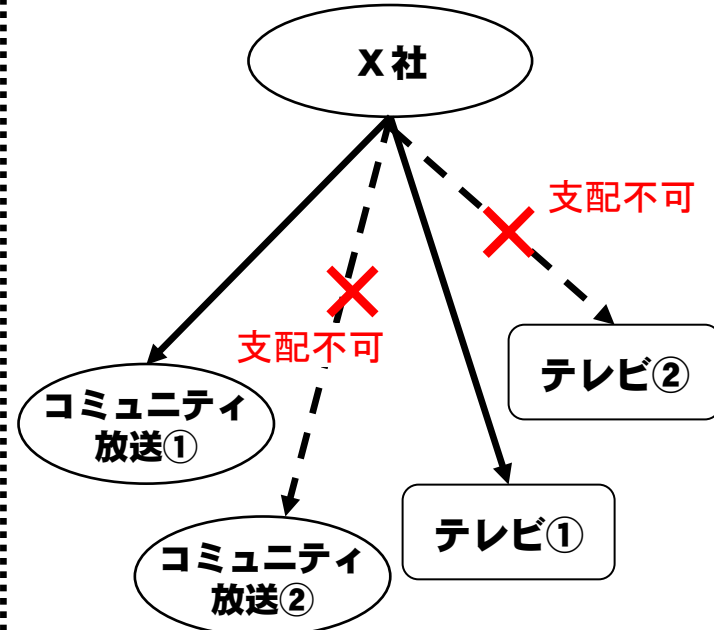 X社
支配不可
支配不可
テレビ②
コミュニティ
放送①
テレビ①
コミュニティ
放送②